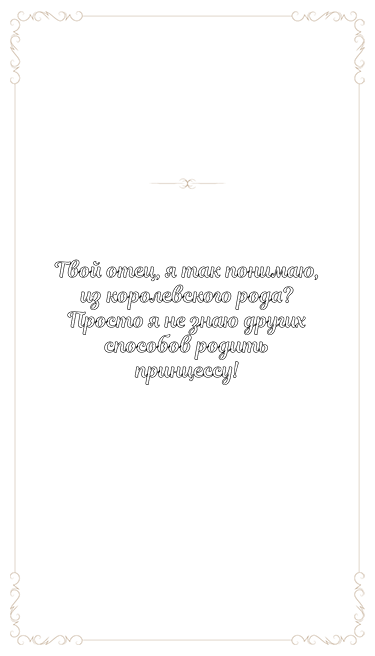 Твой отец, я так понимаю,
из королевского рода?
Просто я не знаю других
способов родить
принцессу!